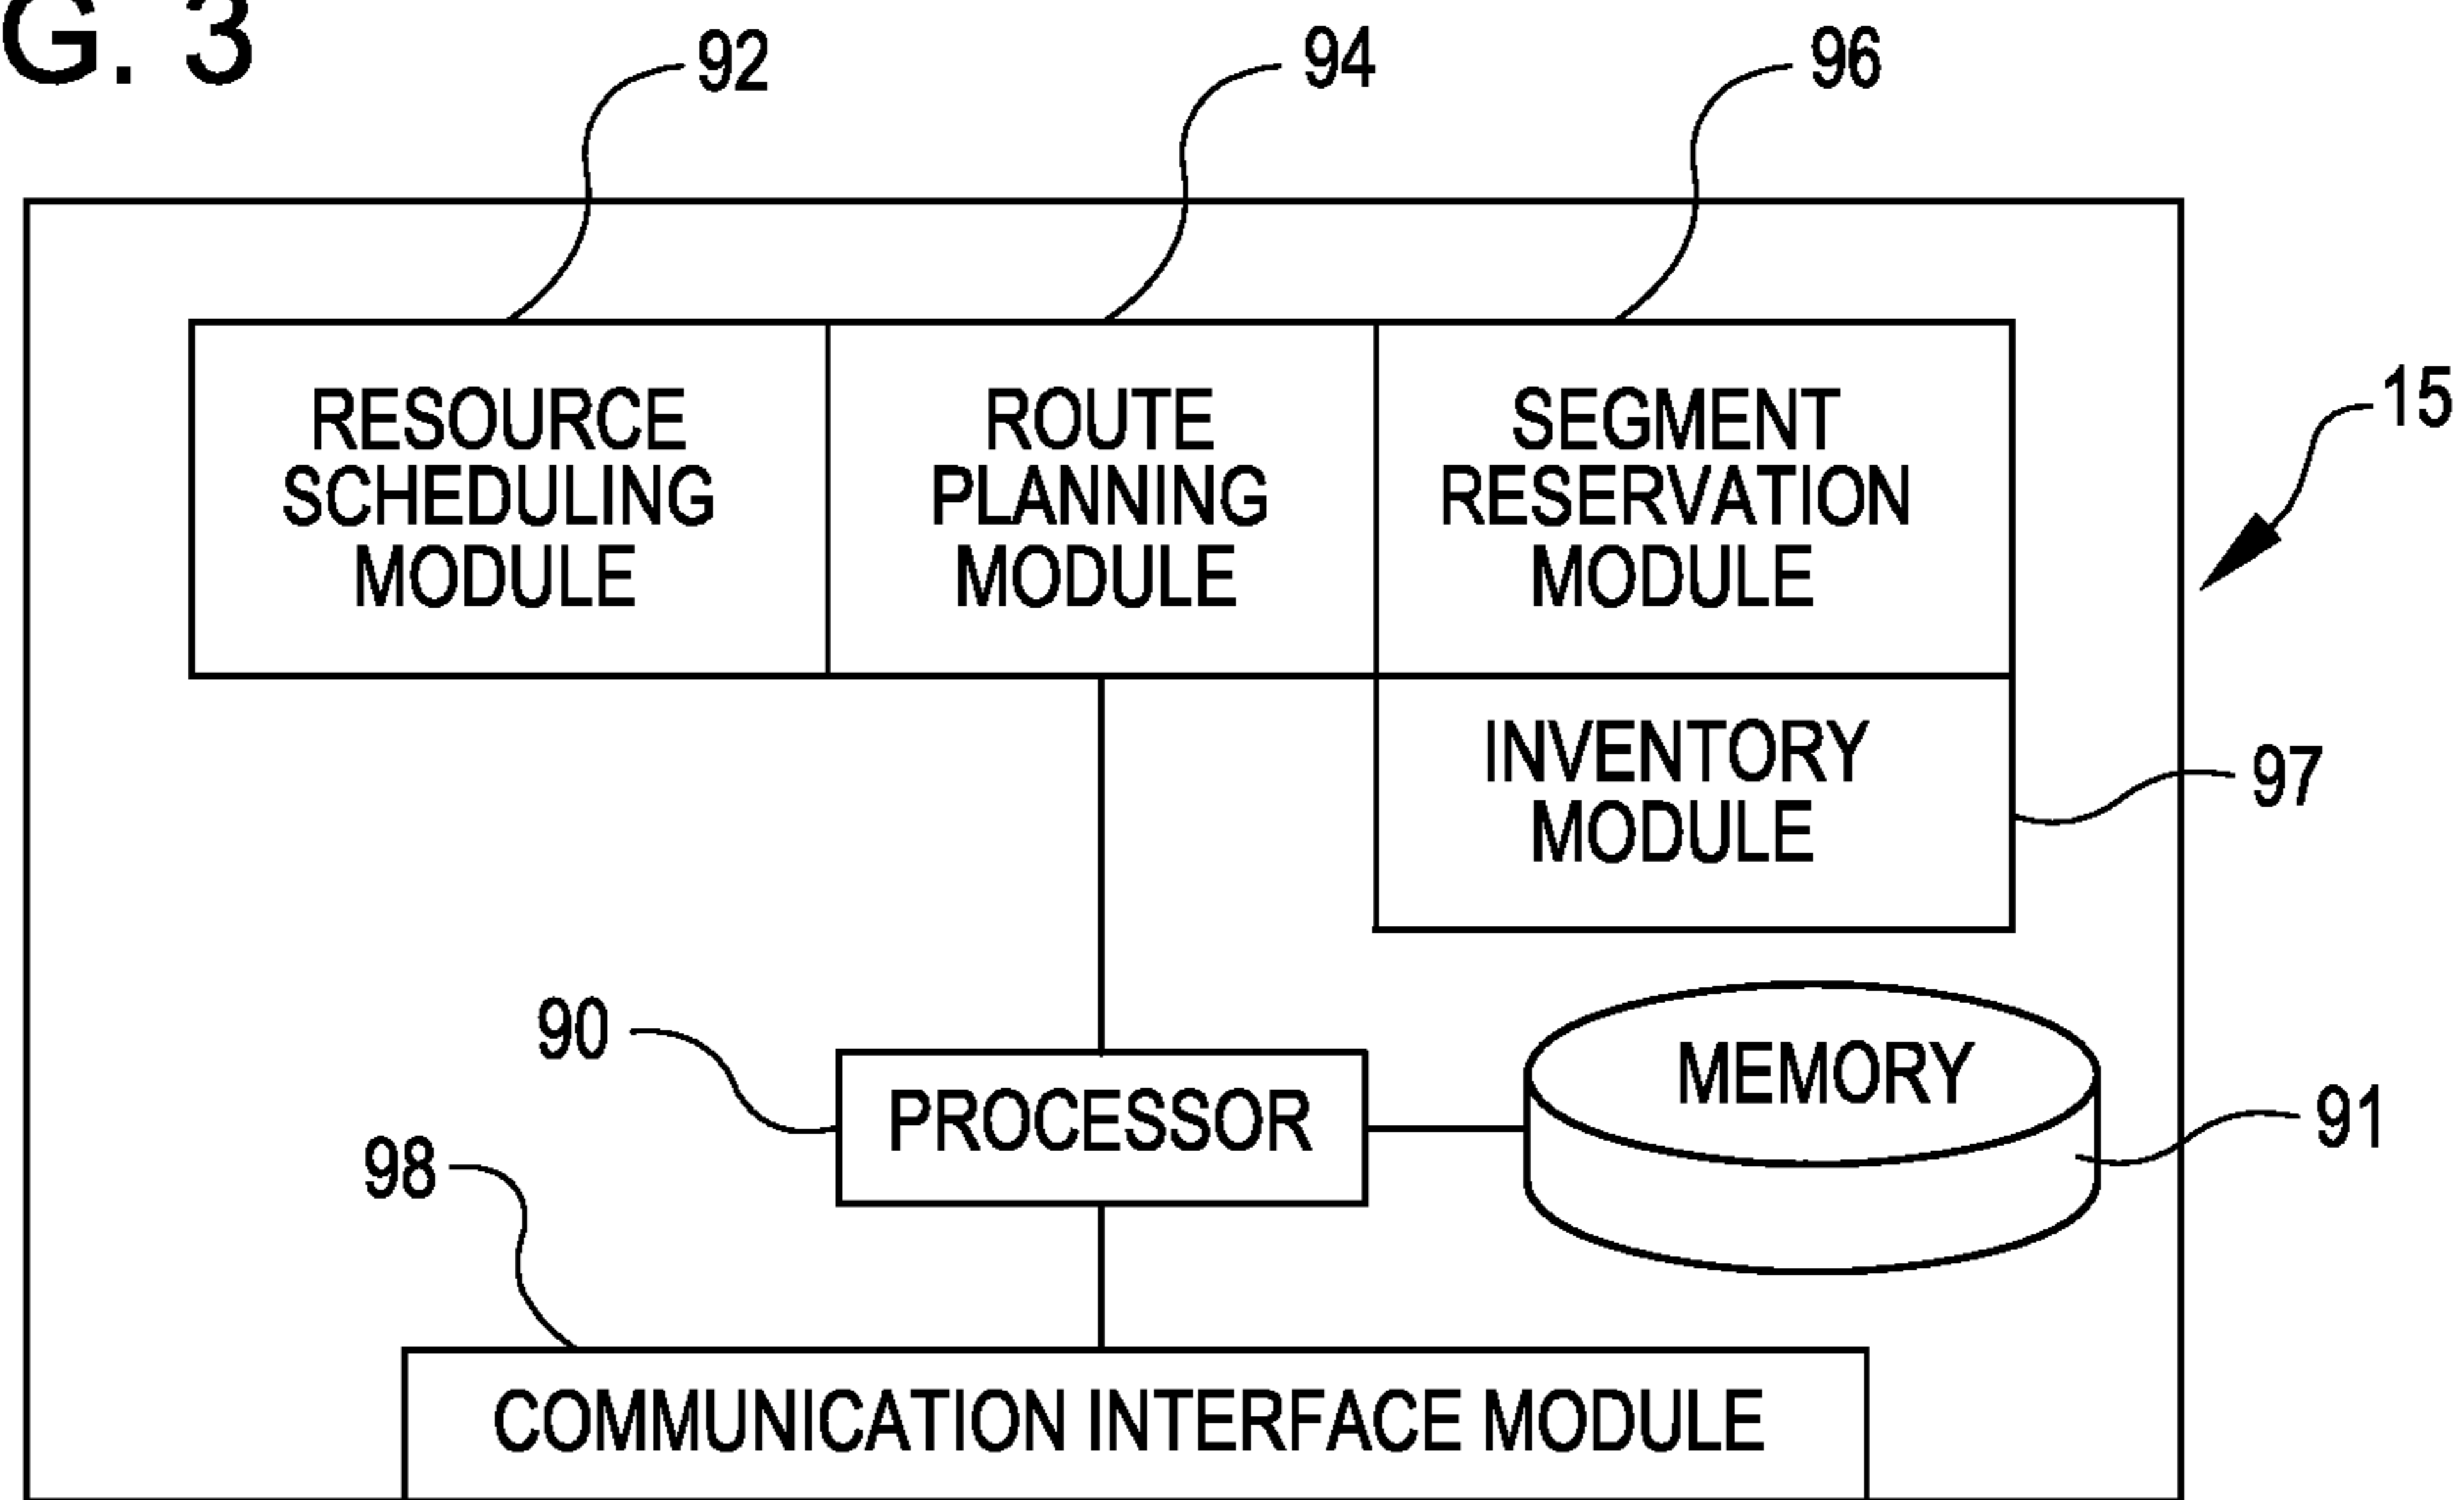 G. 3
92
94
96
RESOURCE
SCHEDULING
MODULE
ROUTE
PLANNING
MODULE
SEGMENT
RESERVATION
MODULE
15
INVENTORY
MODULE
97
90
PROCESSOR
MEMORY
91
98
COMMUNICATION INTERFACE MODULE